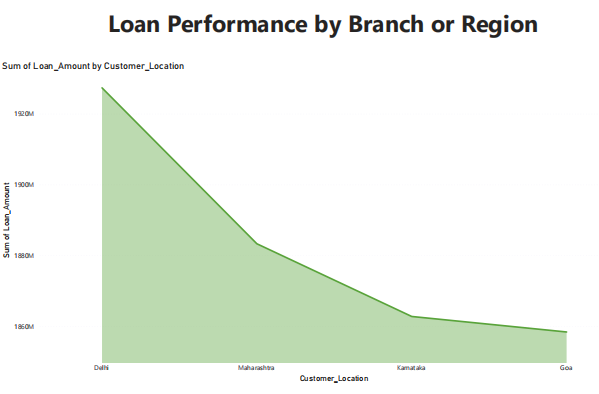 Loan Performance by Branch or Region
Sum of Loan_Amount by Customer_Location
Sum of Loan_Amount
1920M
1900M
1880M
1860M
Delhi Maharashtra Karnataka Goa
Customer_Location